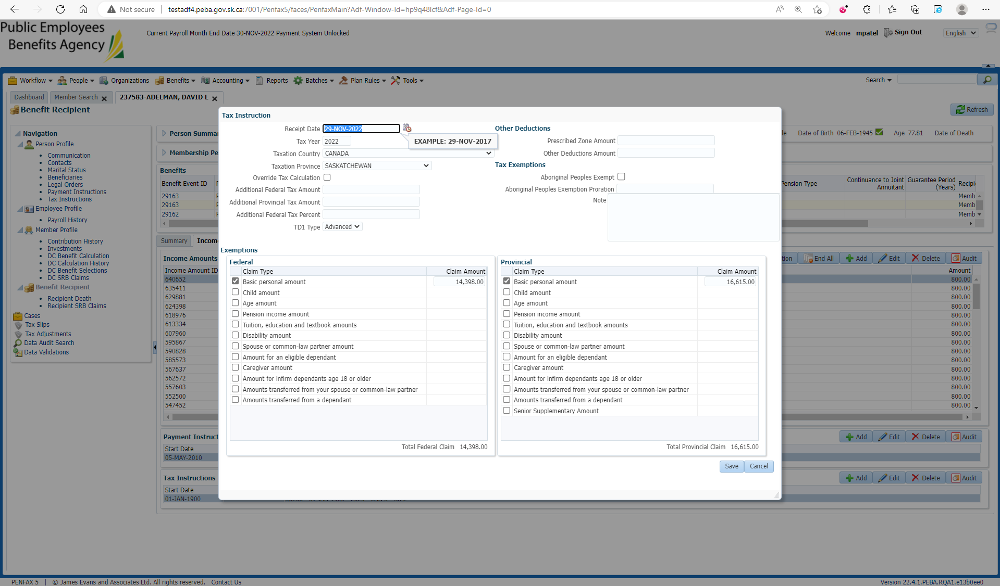 Not secure
testadf4.peba.gov.sk.ca:7001/Penfax5/faces/PenfaxMain?Adf-Window-Id=hp9q48lcf&Adf-Page-Id=0
Public Employees
Benefits Agency
Current Payroll Month End Date 30-NOV-2022 Payment System Unlocked
Welcome mpatel Sign Out English
Workflow People Organizations Benefits Accounting Reports Batches Plan Rules Tools Search
Dashboard Member Search 237583-ADELMAN, DAVID L
Benefit Recipient
Refresh
Navigation
Person Profile
Communication
Contacts
Marital Status
Beneficiaries
Legal Orders
Payment Instructions
Tax Instructions
Employee Profile
Payroll History
Member Profile
Contribution History
Investments
DC Benefit Calculation
DC Calculation History
DC Benefit Selections
DC SRB Claims
Benefit Recipient
Recipient Death
Recipient SRB Claims
Cases
Tax Slips
Tax Adjustments
Data Audit Search
Data Validations
Person Summar
le Date of Birth 06-FEB-1945 Age 77.81 Date of Death
Membership Pe
Benefits
Benefit Event ID P
29163 P
29163 P
29162 P
Pension Type Continuance to Joint Annuitant Guarantee Period (Years) Recipi
Memb
Memb
Memb
Summary Incom
Income Amounts
tion End All Add Edit Delete Audit
Income Amount ID Amount
640652 800.00
635411 800.00
629881 800.00
624398 800.00
618976 800.00
613334 800.00
607960 800.00
595867 800.00
590828 800.00
585573 800.00
567637 800.00
562572 800.00
557603 800.00
552500 800.00
547452 800.00
Payment Instruct
Add Edit Delete Audit
Start Date
05-MAY-2010
Tax Instructions
Add Edit Delete Audit
Start Date
01-JAN-1900
Tax Instruction
Receipt Date 29-NOV-2022
EXAMPLE: 29-NOV-2017
Tax Year 2022
Taxation Country CANADA
Taxation Province SASKATCHEWAN
Override Tax Calculation
Additional Federal Tax Amount
Additional Provincial Tax Amount
Additional Federal Tax Percent
TD1 Type Advanced
Other Deductions
Prescribed Zone Amount
Other Deductions Amount
Tax Exemptions
Aboriginal Peoples Exempt
Aboriginal Peoples Exemption Proration
Note
Exemptions
Federal
Claim Type Claim Amount
Basic personal amount 14,398.00
Child amount
Age amount
Pension income amount
Tuition, education and textbook amounts
Disability amount
Spouse or common-law partner amount
Amount for an eligible dependant
Caregiver amount
Amount for infirm dependants age 18 or older
Amounts transferred from your spouse or common-law partner
Amounts transferred from a dependant
Total Federal Claim 14,398.00
Provincial
Claim Type Claim Amount
Basic personal amount 16,615.00
Child amount
Age amount
Pension income amount
Tuition, education and textbook amounts
Disability amount
Spouse or common-law partner amount
Amount for an eligible dependant
Caregiver amount
Amount for infirm dependants age 18 or older
Amounts transferred from your spouse or common-law partner
Amounts transferred from a dependant
Senior Supplementary Amount
Total Provincial Claim 16,615.00
Save Cancel
PENFAX 5 | © James Evans and Associates Ltd. All rights reserved. Contact Us
Version 22.4.1.PEBA.RQA1.e13b0ee0